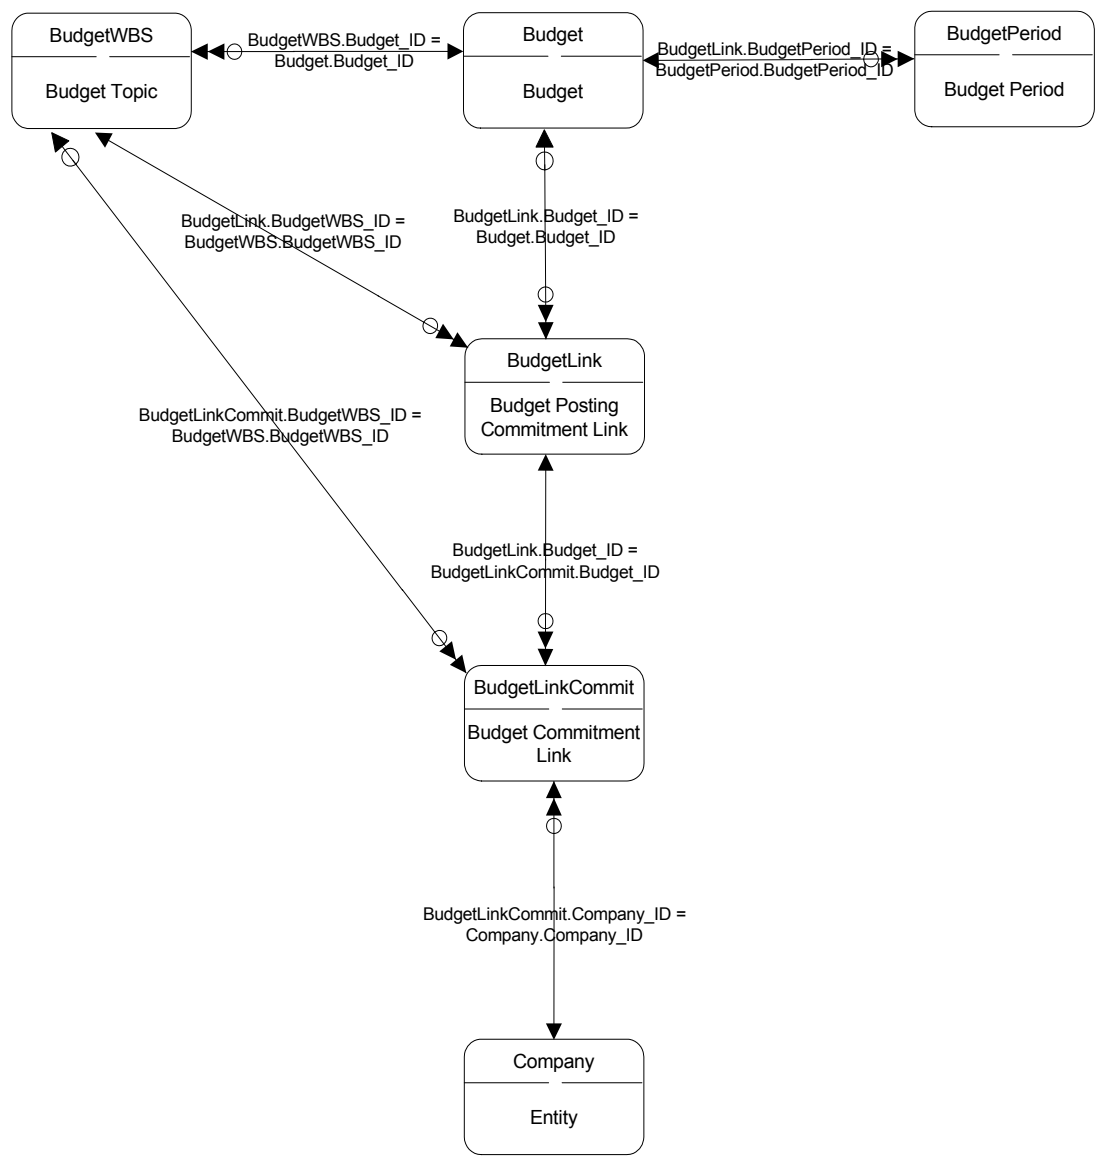 BudgetWBS
Budget Topic
BudgetWBS.Budget_ID =
Budget.Budget_ID
Budget
Budget
BudgetLink.BudgetPeriod_ID =
BudgetPeriod.BudgetPeriod_ID
BudgetPeriod
Budget Period
BudgetLink.BudgetWBS_ID =
BudgetWBS.BudgetWBS_ID
BudgetLink.Budget_ID =
Budget.Budget_ID
BudgetLink
Budget Posting
Commitment Link
BudgetLinkCommit.BudgetWBS_ID =
BudgetWBS.BudgetWBS_ID
BudgetLink.Budget_ID =
BudgetLinkCommit.Budget_ID
BudgetLinkCommit
Budget Commitment
Link
BudgetLinkCommit.Company_ID =
Company.Company_ID
Company
Entity